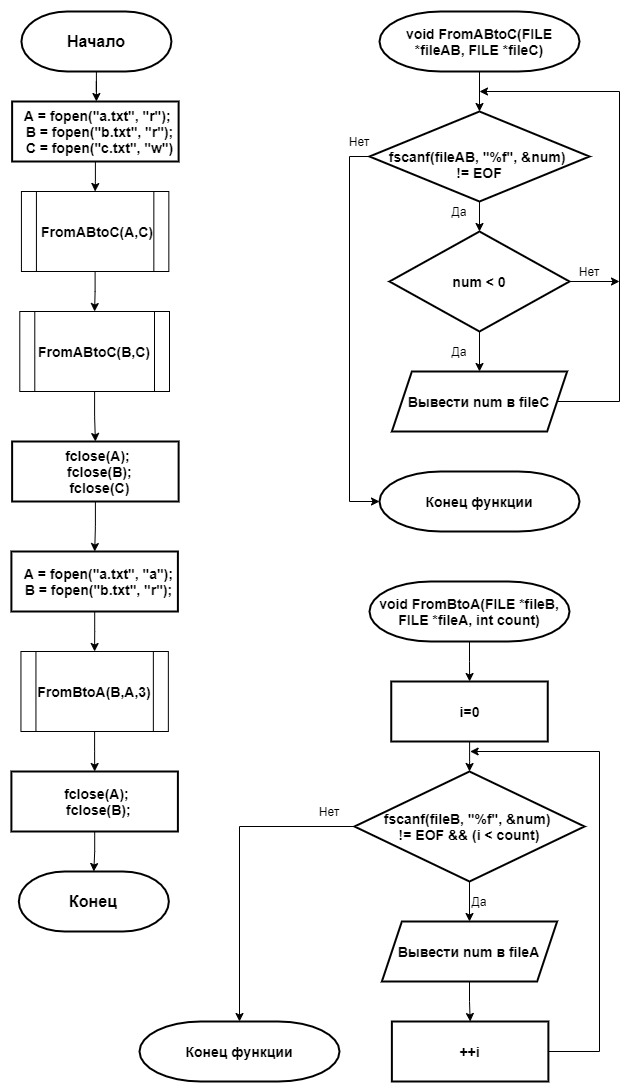 Начало
A = fopen("a.txt", "r");
B = fopen("b.txt", "r");
C = fopen("c.txt", "w")
FromABtoC(A,C)
FromABtoC(B,C)
fclose(A);
fclose(B);
fclose(C)
A = fopen("a.txt", "a");
B = fopen("b.txt", "r");
FromBtoA(B,A,3)
fclose(A);
fclose(B);
Конец
void FromABtoC(FILE
*fileAB, FILE *fileC)
Нет
fscanf(fileAB, "%f", &num)
!= EOF
Да
num < 0
Нет
Да
Вывести num в fileC
Конец функции
void FromBtoA(FILE *fileB,
FILE *fileA, int count)
i=0
Нет
fscanf(fileB, "%f", &num)
!= EOF && (i < count)
Да
Вывести num в fileA
++i
Конец функции